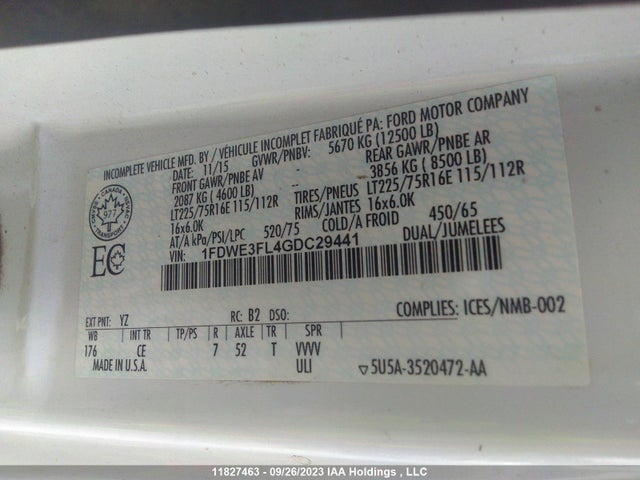 INCOMPLETE VEHICLE MFD. BY / VÉHICULE INCOMPLET FABRIQUÉ PA: FORD MOTOR COMPANY
DATE: 11/15 GVWR/PNBV: 5670 KG (12500 LB)
FRONT GAWR/PNBE AV REAR GAWR/PNBE AR
2087 KG ( 4600 LB) 3856 KG ( 8500 LB)
LT225/75R16E 115/112R TIRES/PNEUS LT225/75R16E 115/112R
16x6.0K RIMS/JANTES 16x6.0K
AT/A kPa/PSI/LPC 520/75 COLD/A FROID 450/65
VIN: 1FDWE3FL4GDC29441 DUAL/JUMELEES
CANADA
977
TRANSPORT
EC
EXT PNT: YZ RC: B2 DSO: COMPLIES: ICES/NMB-002
WB INT TR TP/PS R AXLE TR SPR
176 CE 7 52 T VVVV
MADE IN U.S.A. ULI ▽5U5A-3520472-AA
11827463 - 09/26/2023 IAA Holdings , LLC